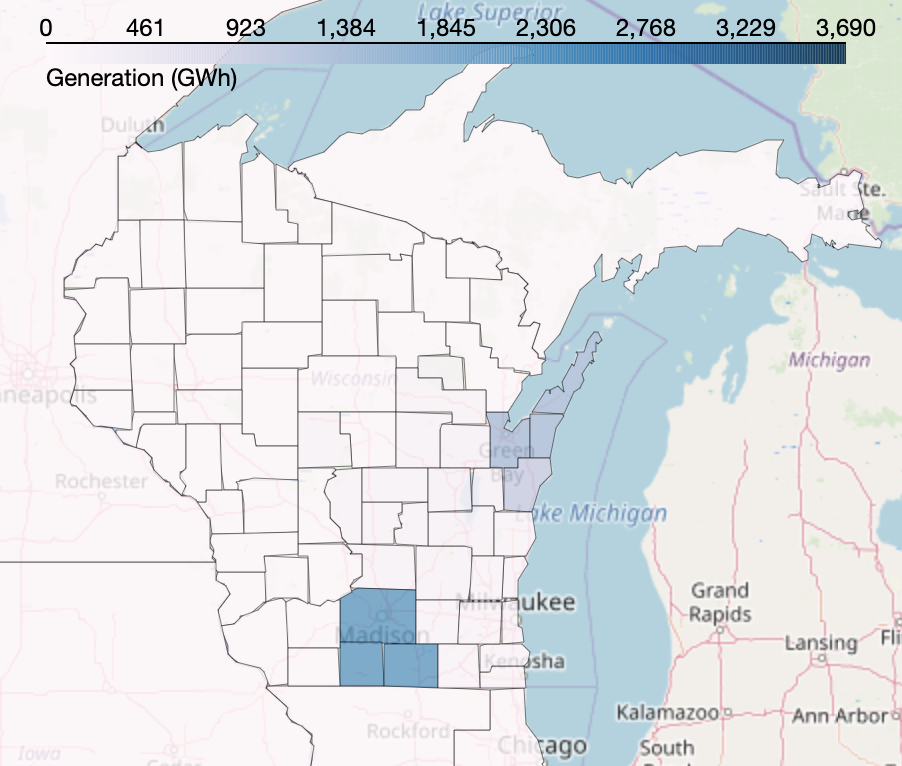 Lake Superior
0 461 923 1,384 1,845 2,306 2,768 3,229 3,690
Generation (GWh)
Duluth
Sault Ste.
Marie
Michigan
Wisconsin
neapolis
Green
Bay
Rochester
Lake Michigan
Milwaukee
Grand
Rapids
Madison
Lansing
Fli
Kenosha
Kalamazoo
Ann Arbor
Rockford
Chicago
South
Iowa